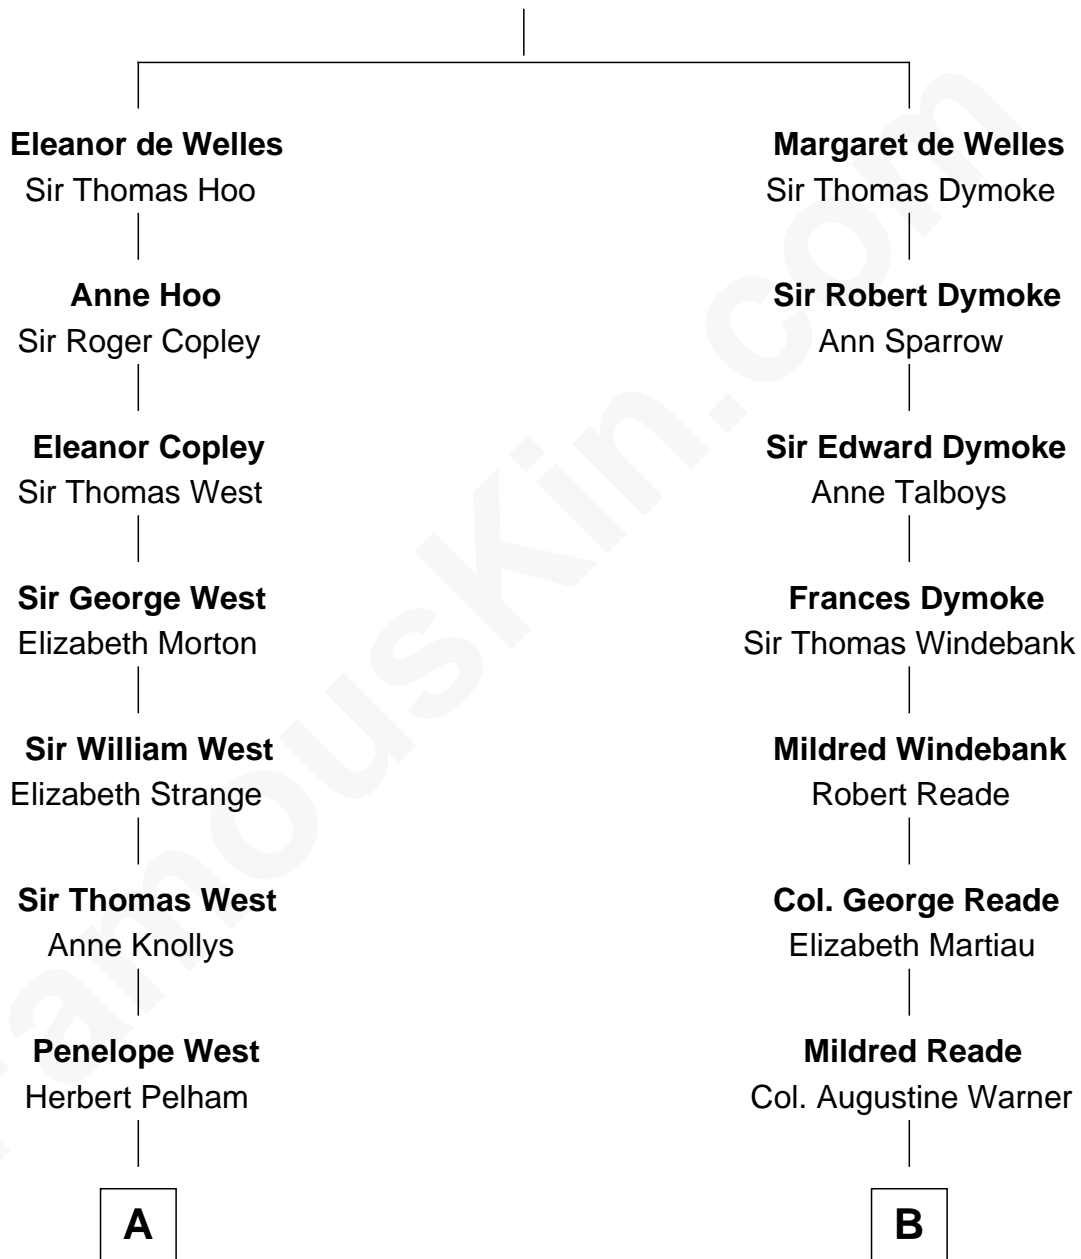 Eleanor de Welles
Sir Thomas Hoo
Margaret de Welles
Sir Thomas Dymoke
Anne Hoo
Sir Roger Copley
Sir Robert Dymoke
Ann Sparrow
Eleanor Copley
Sir Thomas West
Sir Edward Dymoke
Anne Talboys
Sir George West
Elizabeth Morton
Frances Dymoke
Sir Thomas Windebank
Sir William West
Elizabeth Strange
Mildred Windebank
Robert Reade
Sir Thomas West
Anne Knollys
Col. George Reade
Elizabeth Martiau
Penelope West
Herbert Pelham
Mildred Reade
Col. Augustine Warner
A
B
FamousKin.com